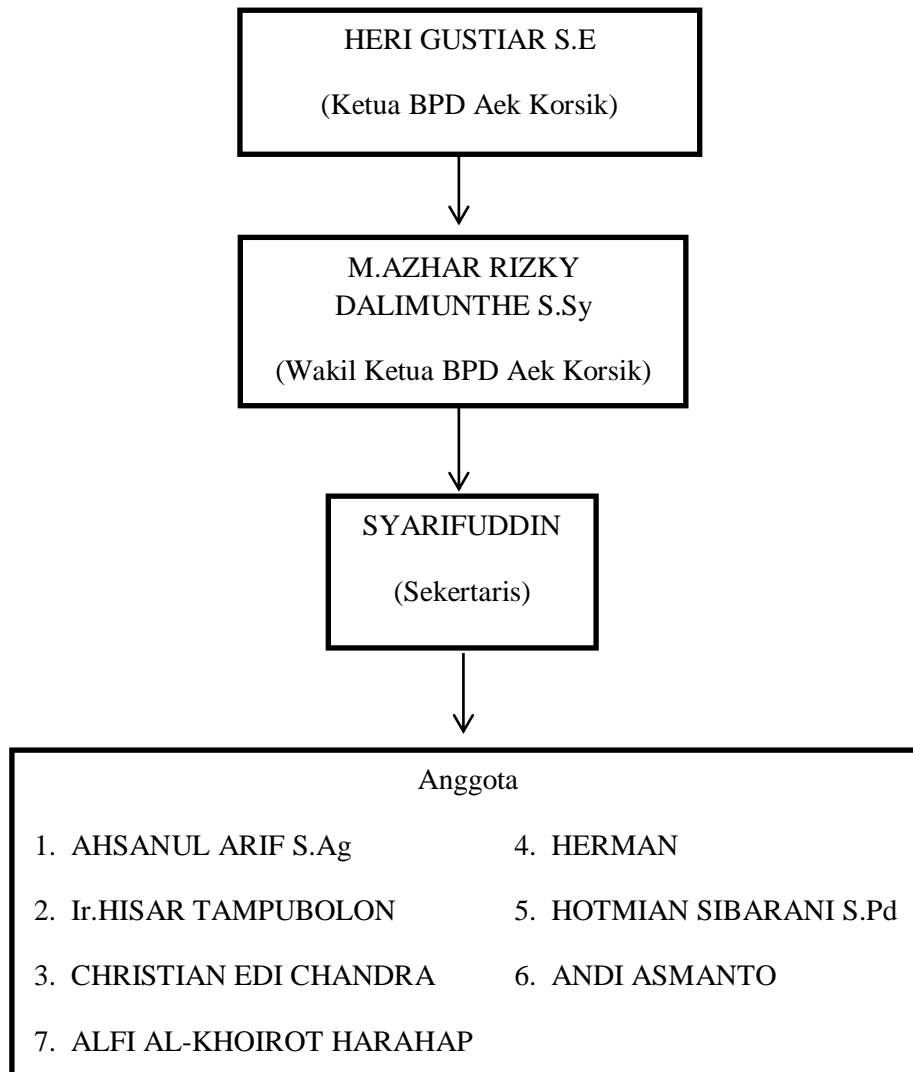 HERI GUSTIAR S.E
(Ketua BPD Aek Korsik)
M.AZHAR RIZKY
DALIMUNTHE S.Sy
(Wakil Ketua BPD Aek Korsik)
SYARIFUDDIN
(Sekertaris)
Anggota
1. AHSANUL ARIF S.Ag
2. Ir.HISAR TAMPUBOLON
3. CHRISTIAN EDI CHANDRA
4. HERMAN
5. HOTMIAN SIBARANI S.Pd
6. ANDI ASMANTO
7. ALFI AL-KHOIROT HARAHAP